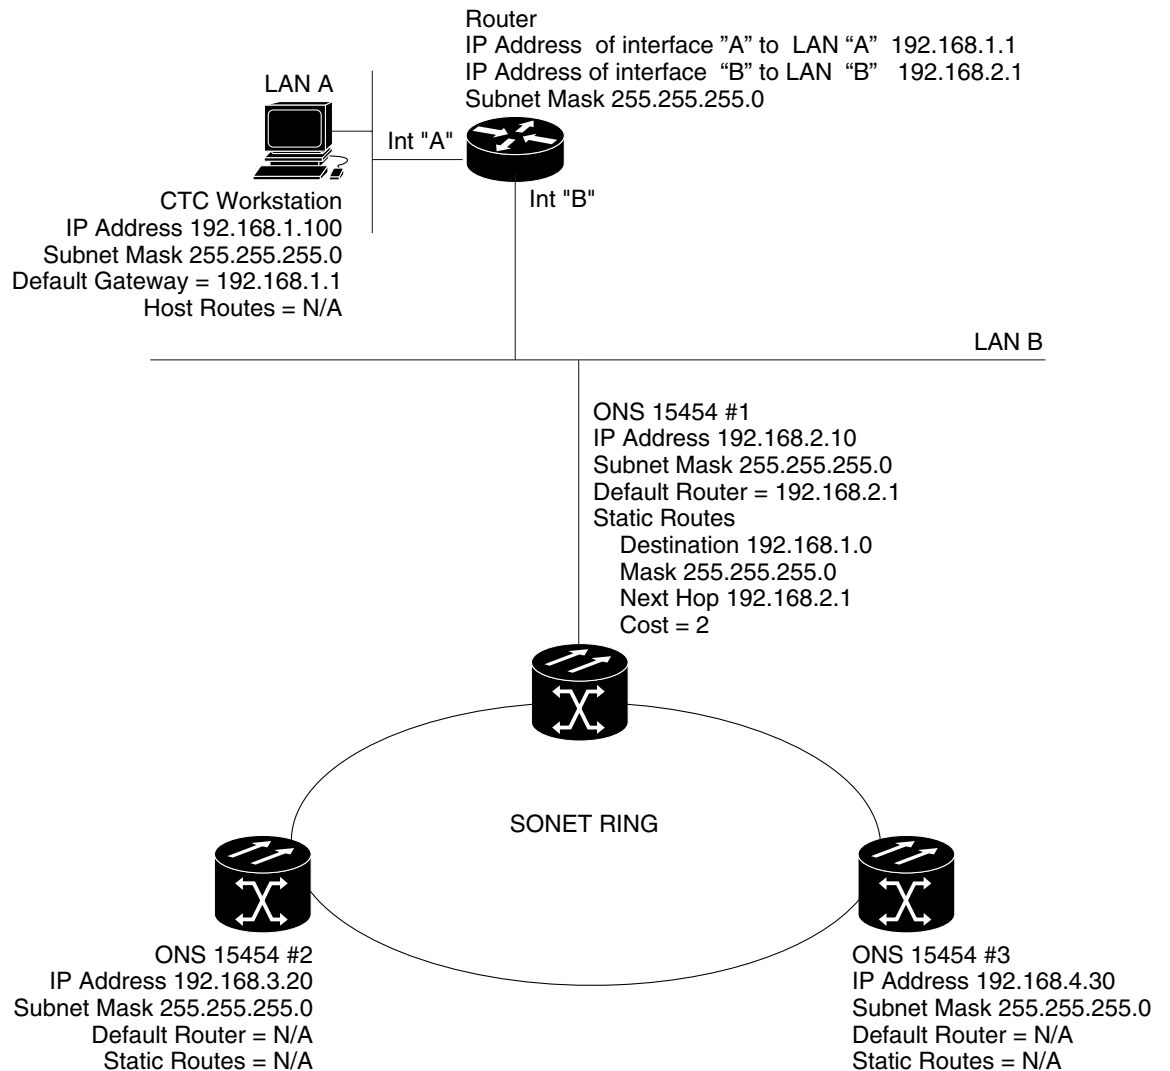 Router
IP Address of interface ”A” to LAN “A” 192.168.1.1
IP Address of interface “B” to LAN “B” 192.168.2.1
Subnet Mask 255.255.255.0
LAN A
Int "A"
Int "B"
CTC Workstation
IP Address 192.168.1.100
Subnet Mask 255.255.255.0
Default Gateway = 192.168.1.1
Host Routes = N/A
LAN B
ONS 15454 #1
IP Address 192.168.2.10
Subnet Mask 255.255.255.0
Default Router = 192.168.2.1
Static Routes
Destination 192.168.1.0
Mask 255.255.255.0
Next Hop 192.168.2.1
Cost = 2
SONET RING
ONS 15454 #2
IP Address 192.168.3.20
Subnet Mask 255.255.255.0
Default Router = N/A
Static Routes = N/A
ONS 15454 #3
IP Address 192.168.4.30
Subnet Mask 255.255.255.0
Default Router = N/A
Static Routes = N/A